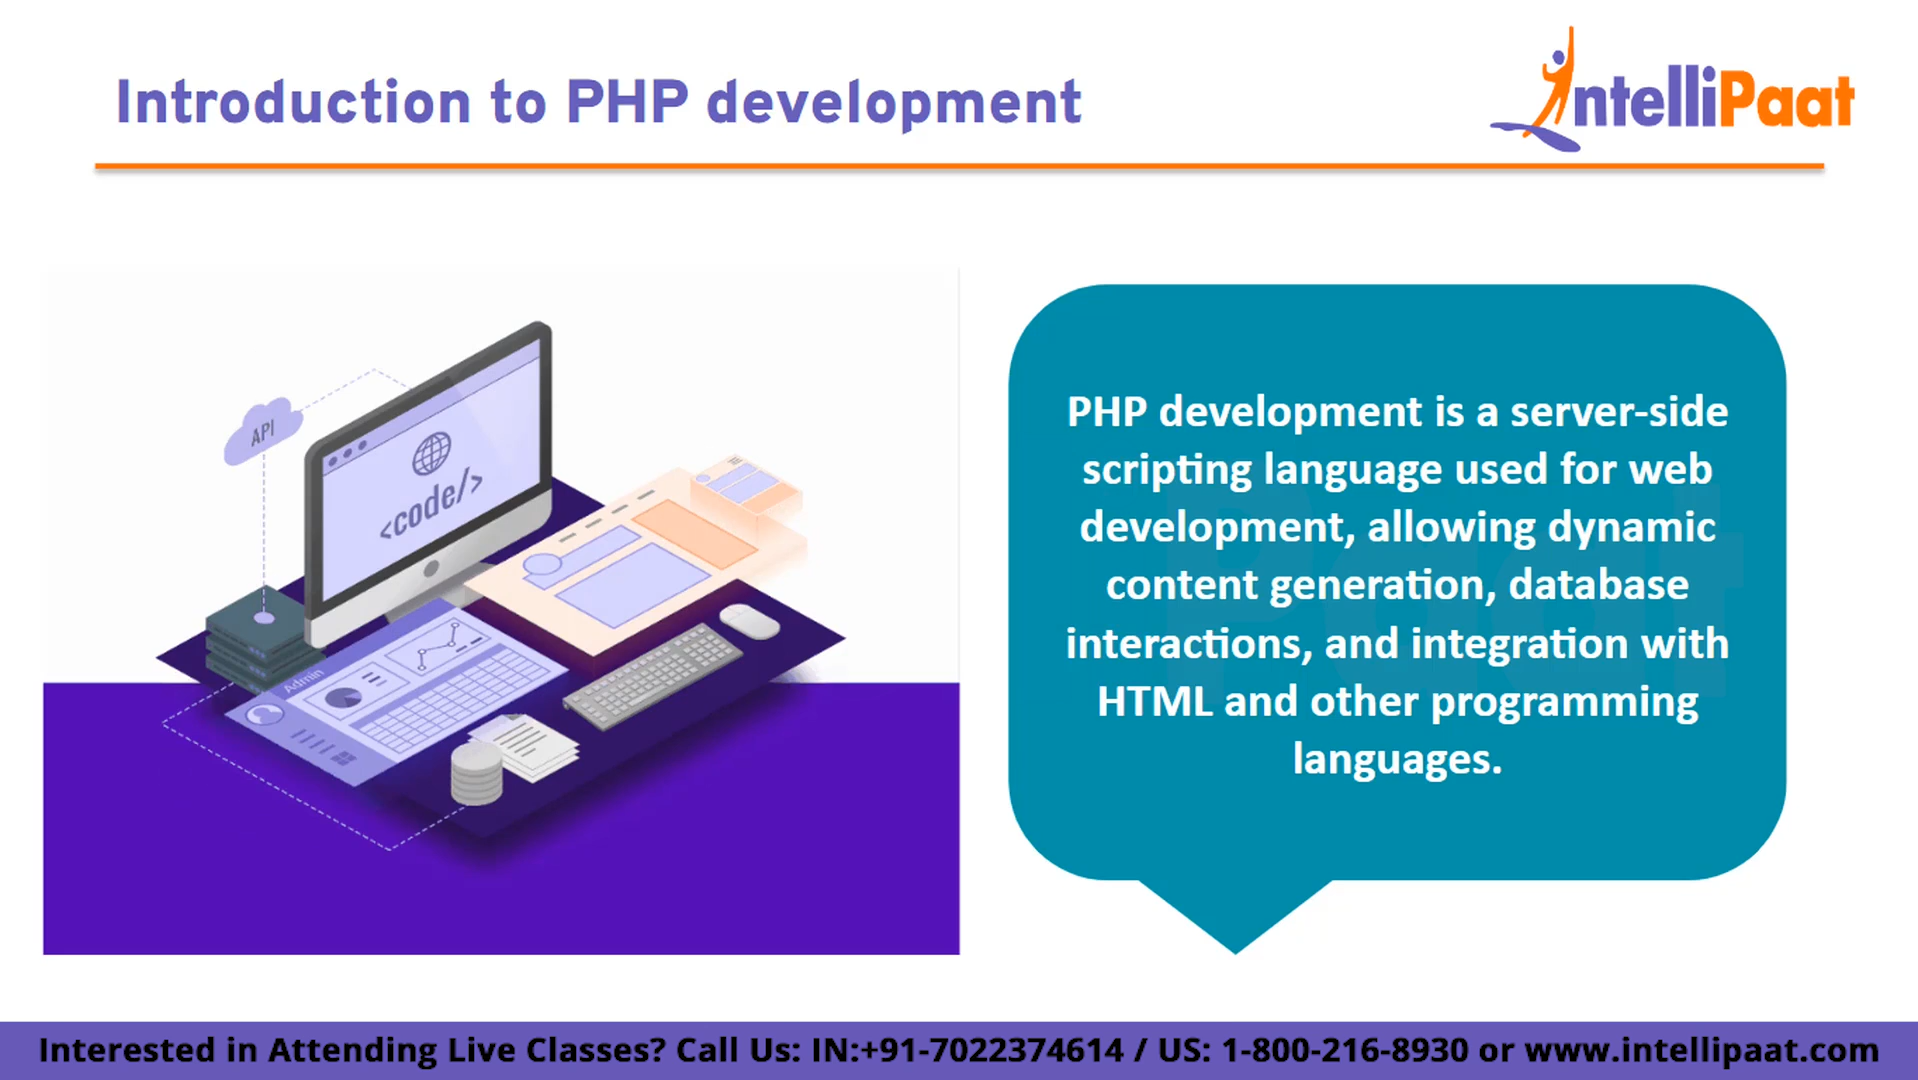 Introduction to PHP development
IntelliPaat
API
<code/>
Admin
PHP development is a server-side
scripting language used for web
development, allowing dynamic
content generation, database
interactions, and integration with
HTML and other programming
languages.
Interested in Attending Live Classes? Call Us: IN:+91-7022374614 / US: 1-800-216-8930 or www.intellipaat.com